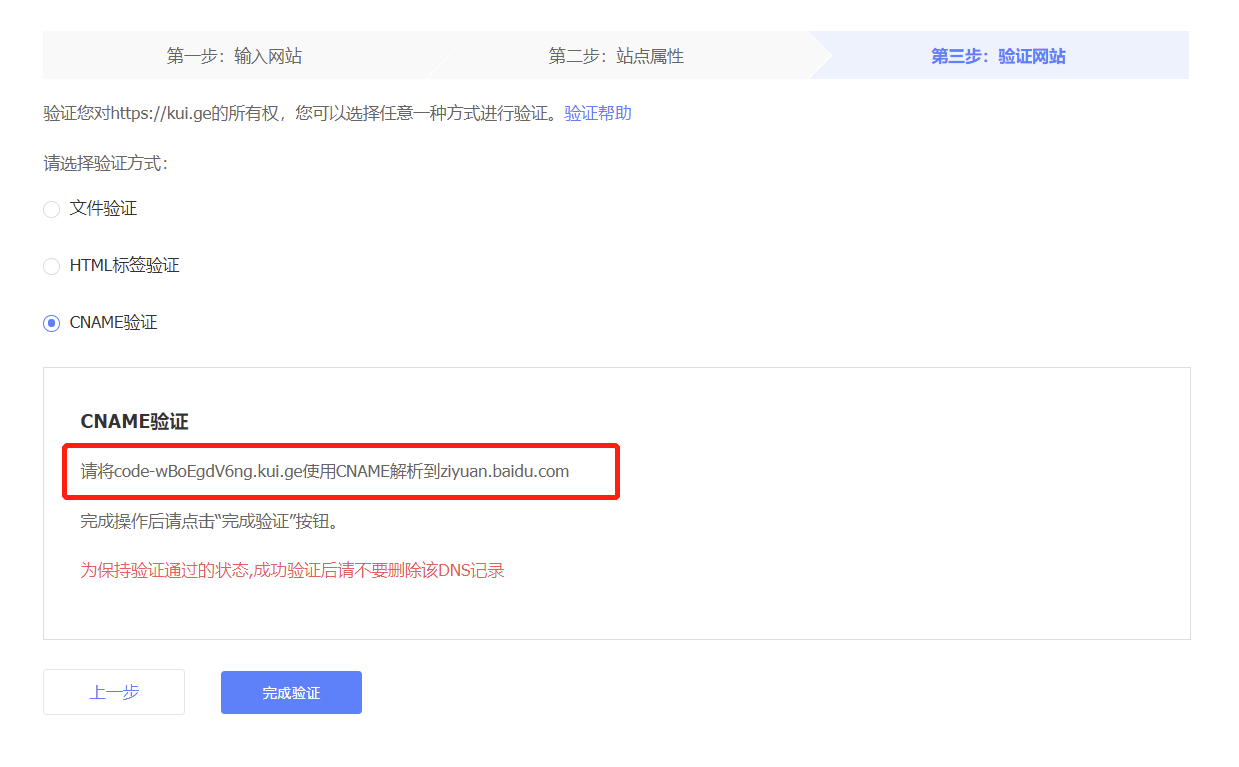 第一步：输入网站
第二步：站点属性
第三步：验证网站
验证您对https://kui.ge的所有权，您可以选择任意一种方式进行验证。验证帮助
请选择验证方式：
文件验证
HTML标签验证
CNAME验证
CNAME验证
请将code-wBoEgdV6ng.kui.ge使用CNAME解析到ziyuan.baidu.com
完成操作后请点击“完成验证”按钮。
为保持验证通过的状态,成功验证后请不要删除该DNS记录
上一步
完成验证